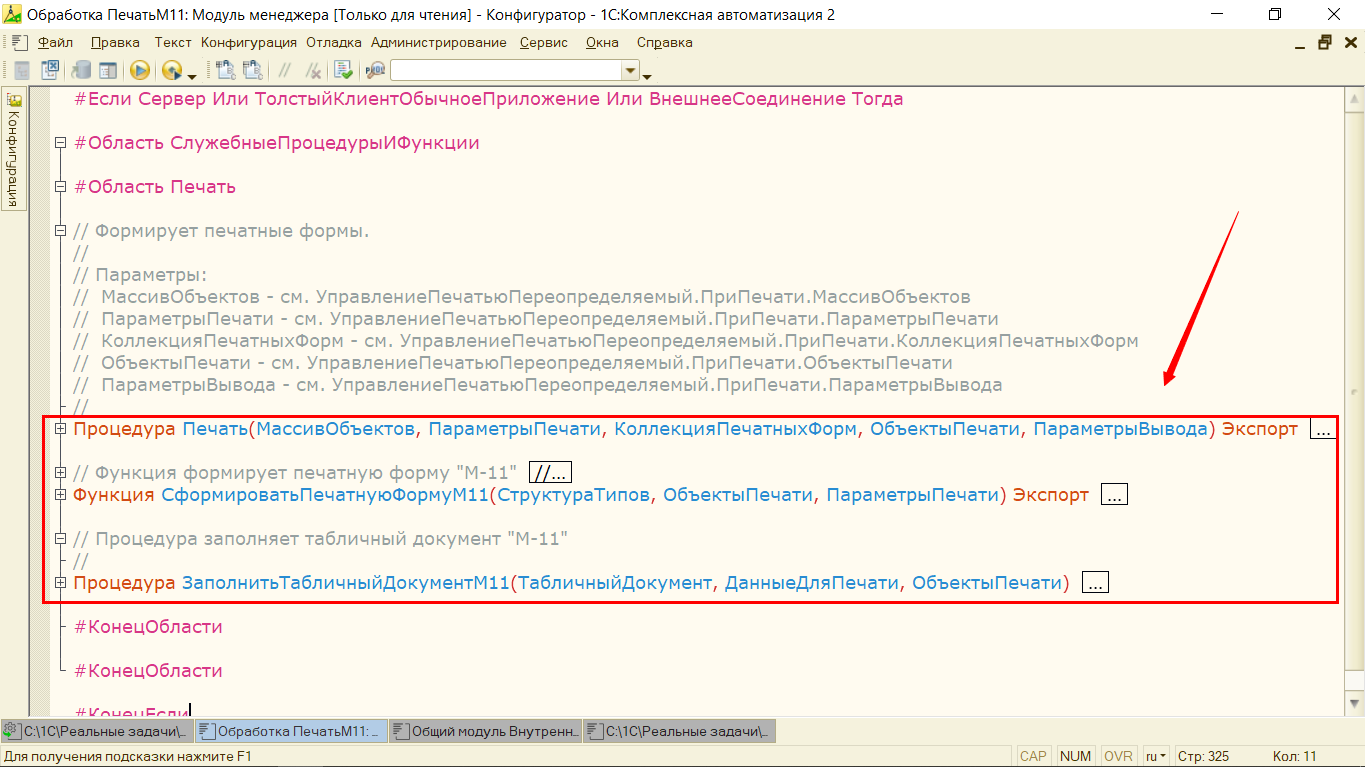 Обработка ПечатьМ11: Модуль менеджера [Только для чтения] - Конфигуратор - 1С:Комплексная автоматизация 2
Файл Правка Текст Конфигурация Отладка Администрирование Сервис Окна Справка
Конфигурация
#Если Сервер Или ТолстыйКлиентОбычноеПриложение Или ВнешнееСоединение Тогда
#Область СлужебныеПроцедурыИФункции
#Область Печать
// Формирует печатные формы.
//
// Параметры:
// МассивОбъектов - см. УправлениеПечатьюПереопределяемый.ПриПечати.МассивОбъектов
// ПараметрыПечати - см. УправлениеПечатьюПереопределяемый.ПриПечати.ПараметрыПечати
// КоллекцияПечатныхФорм - см. УправлениеПечатьюПереопределяемый.ПриПечати.КоллекцияПечатныхФорм
// ОбъектыПечати - см. УправлениеПечатьюПереопределяемый.ПриПечати.ОбъектыПечати
// ПараметрыВывода - см. УправлениеПечатьюПереопределяемый.ПриПечати.ПараметрыВывода
//
Процедура Печать(МассивОбъектов, ПараметрыПечати, КоллекцияПечатныхФорм, ОбъектыПечати, ПараметрыВывода) Экспорт ...
// Функция формирует печатную форму "М-11" //...
Функция СформироватьПечатнуюФормуМ11(СтруктураТипов, ОбъектыПечати, ПараметрыПечати) Экспорт ...
// Процедура заполняет табличный документ "М-11"
//
Процедура ЗаполнитьТабличныйДокументМ11(ТабличныйДокумент, ДанныеДляПечати, ОбъектыПечати) ...
#КонецОбласти
#КонецОбласти
#КонецЕсли
C:\1C\Реальные задачи\... Обработка ПечатьМ11: ... Общий модуль Внутренн... C:\1C\Реальные задачи\...
Для получения подсказки нажмите F1 CAP NUM OVR ru Стр: 325 Кол: 11